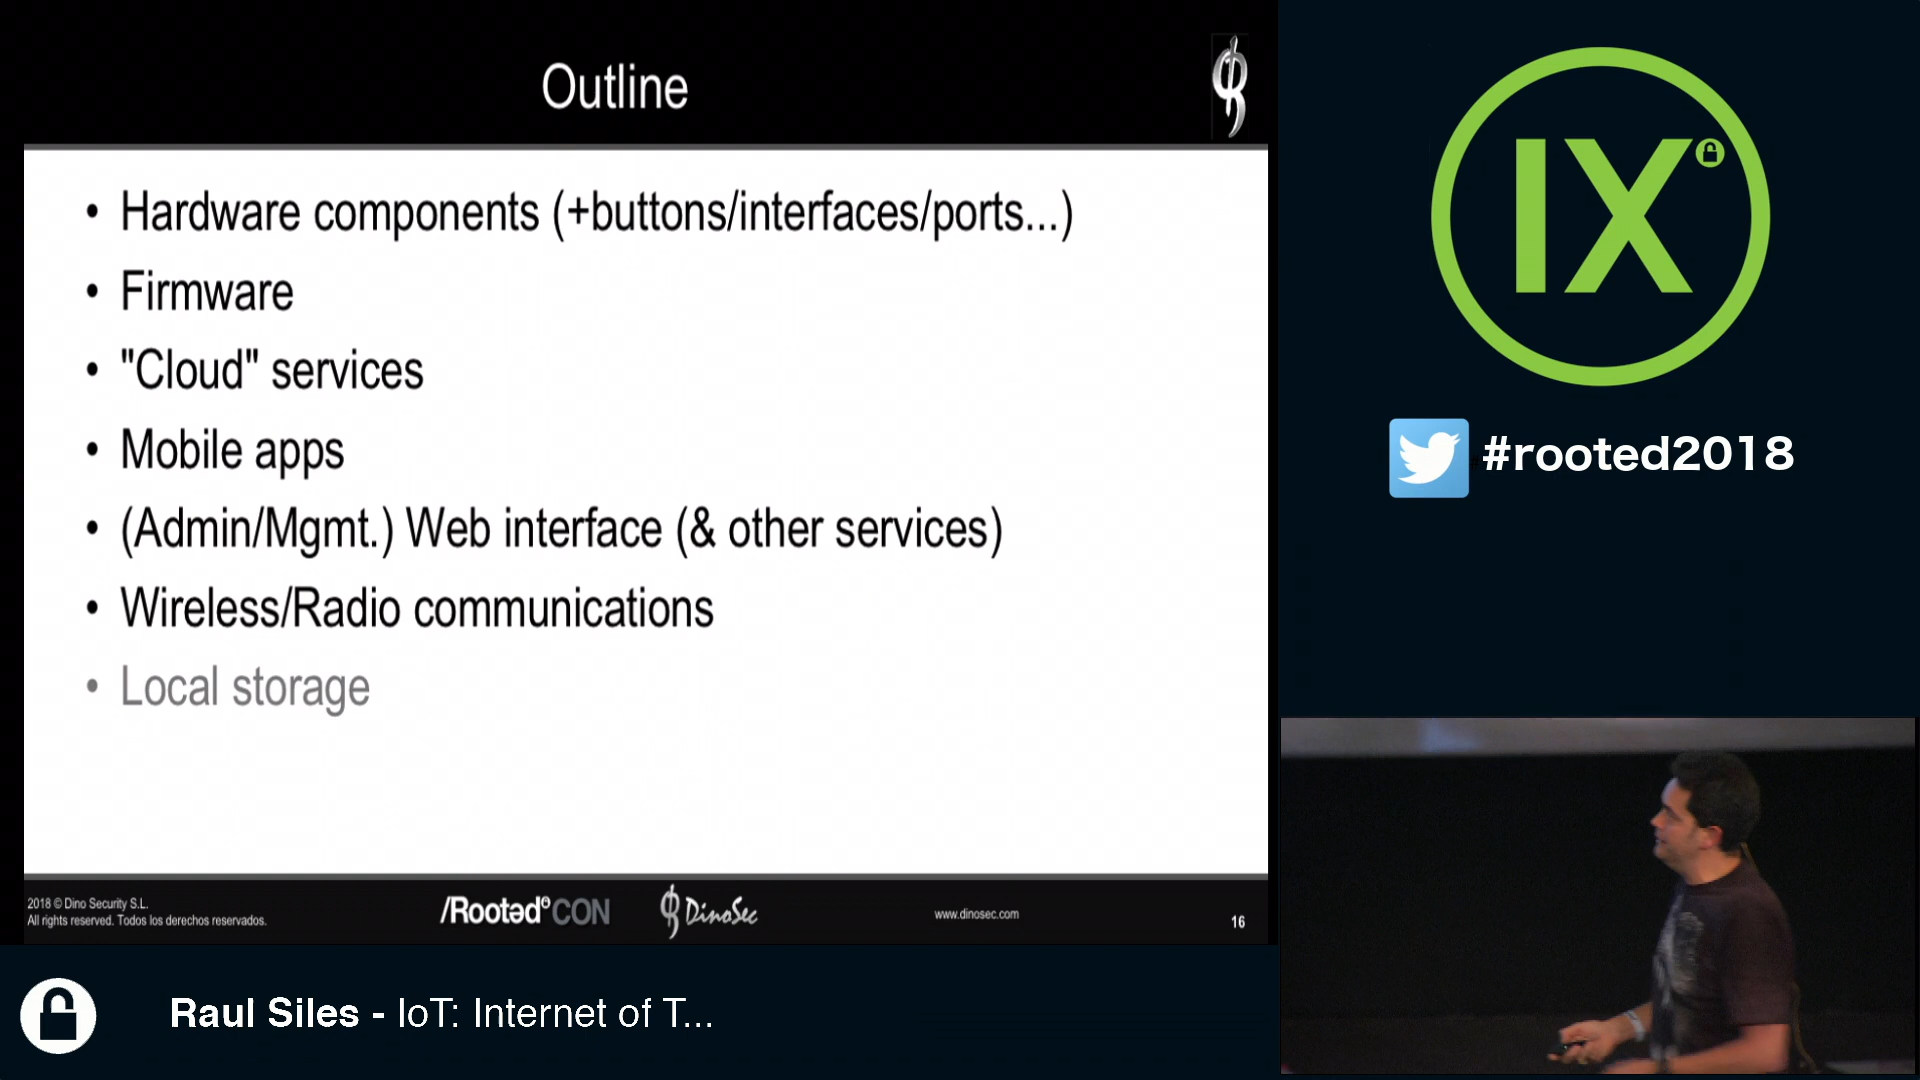 Outline
• Hardware components (+buttons/interfaces/ports...)
• Firmware
• "Cloud" services
• Mobile apps
• (Admin/Mgmt.) Web interface (& other services)
• Wireless/Radio communications
• Local storage
2018 © Dino Security S.L.
All rights reserved. Todos los derechos reservados.
/Rooted CON
DinoSec
www.dinosec.com
16
IX
#rooted2018
Raul Siles - IoT: Internet of T...